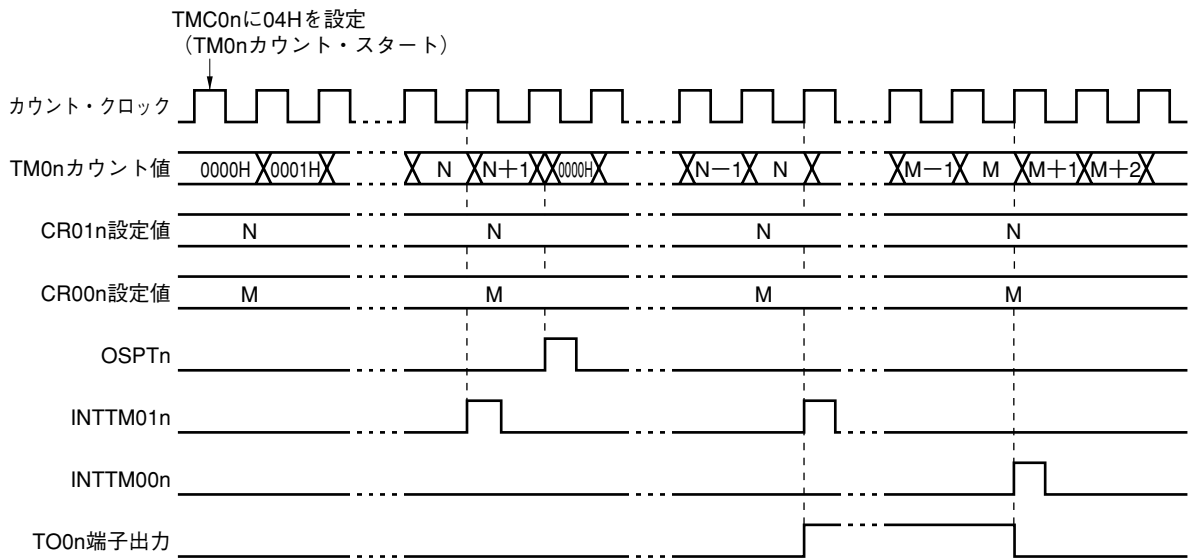 TMC0nに04Hを設定
（TM0nカウント・スタート）
カウント・クロック
TM0nカウント値 0000H 0001H N N＋1 0000H N－1 N M－1 M M＋1 M＋2
CR01n設定値 N N N N
CR00n設定値 M M M M
OSPTn
INTTM01n
INTTM00n
TO0n端子出力